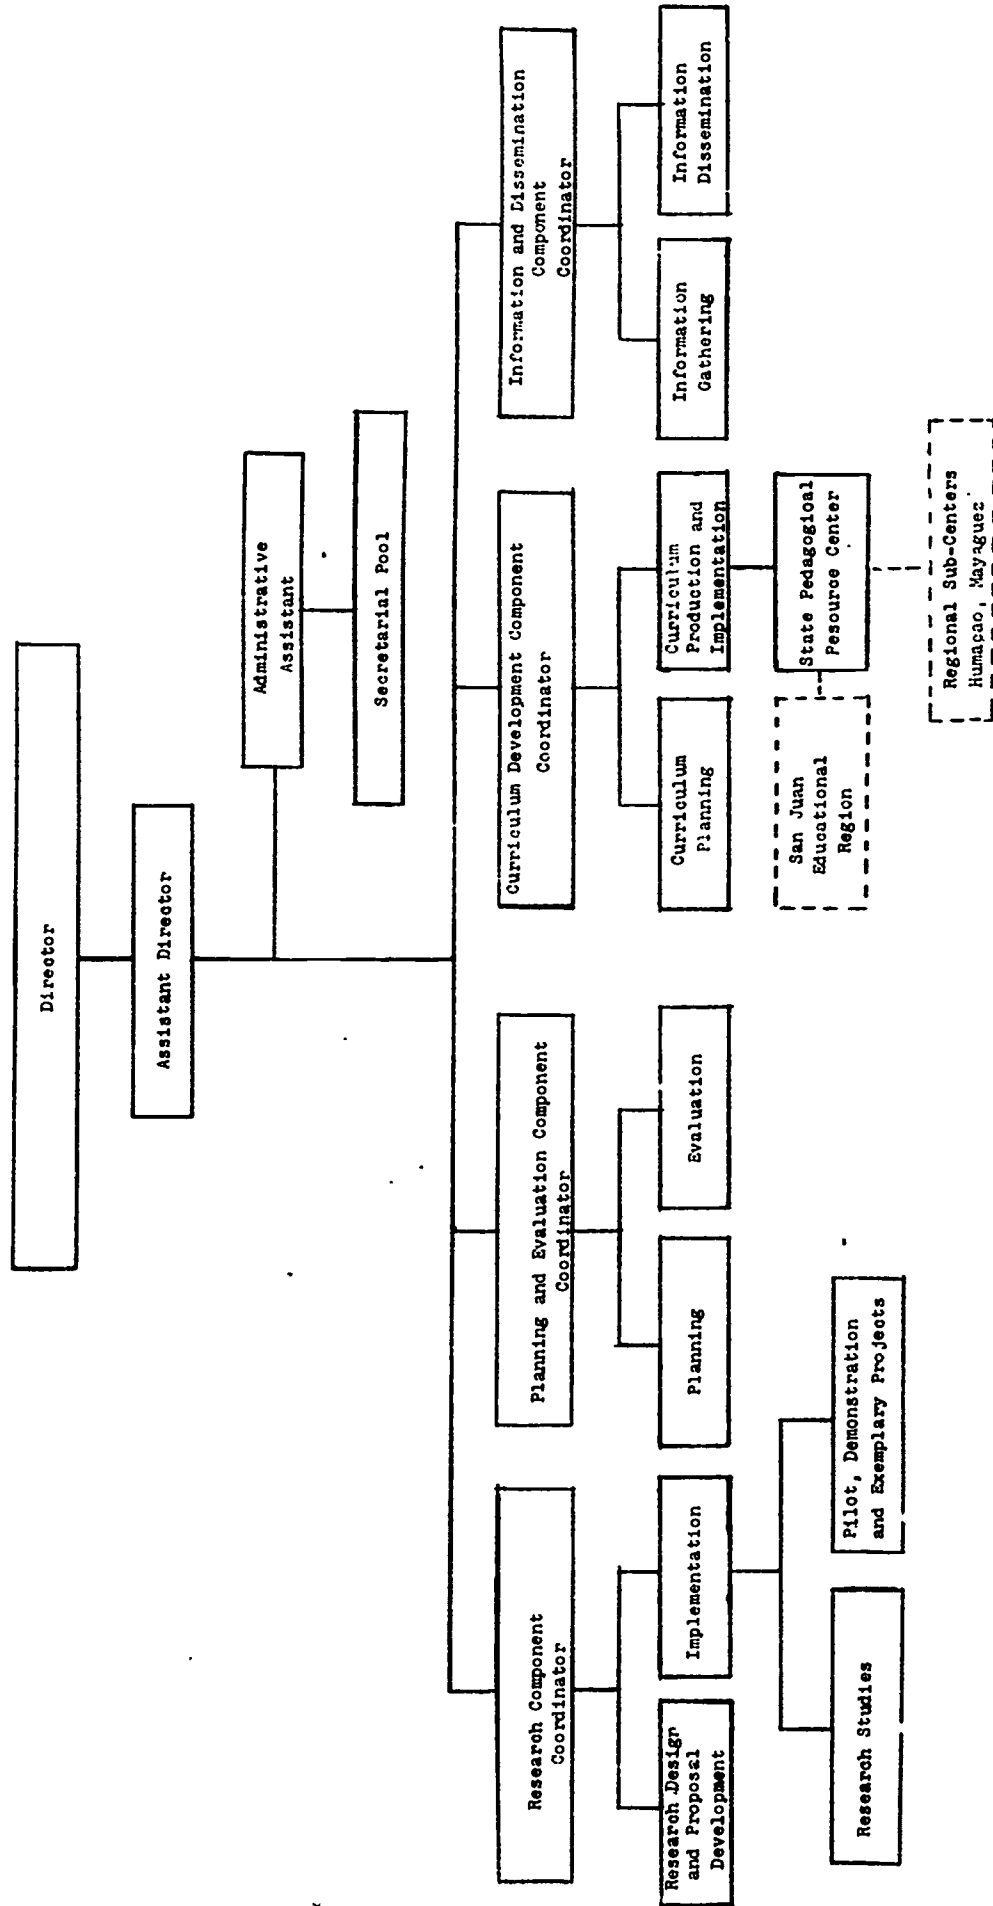 Director
Assistant Director
Administrative
Assistant
Secretarial Pool
Research Component
Coordinator
Planning and Evaluation Component
Coordinator
Curriculum Development Component
Coordinator
Information and Dissemination
Component
Coordinator
Research Design
and Proposal
Development
Implementation
Planning
Evaluation
Curriculum
Planning
Curriculum
Production and
Implementation
Information
Gathering
Information
Dissemination
Research Studies
Pilot, Demonstration
and Exemplary Projects
San Juan
Educational
Region
State Pedagogioal
Pesource Center
Regional Sub-Centers
Humaçao, Mayaguez